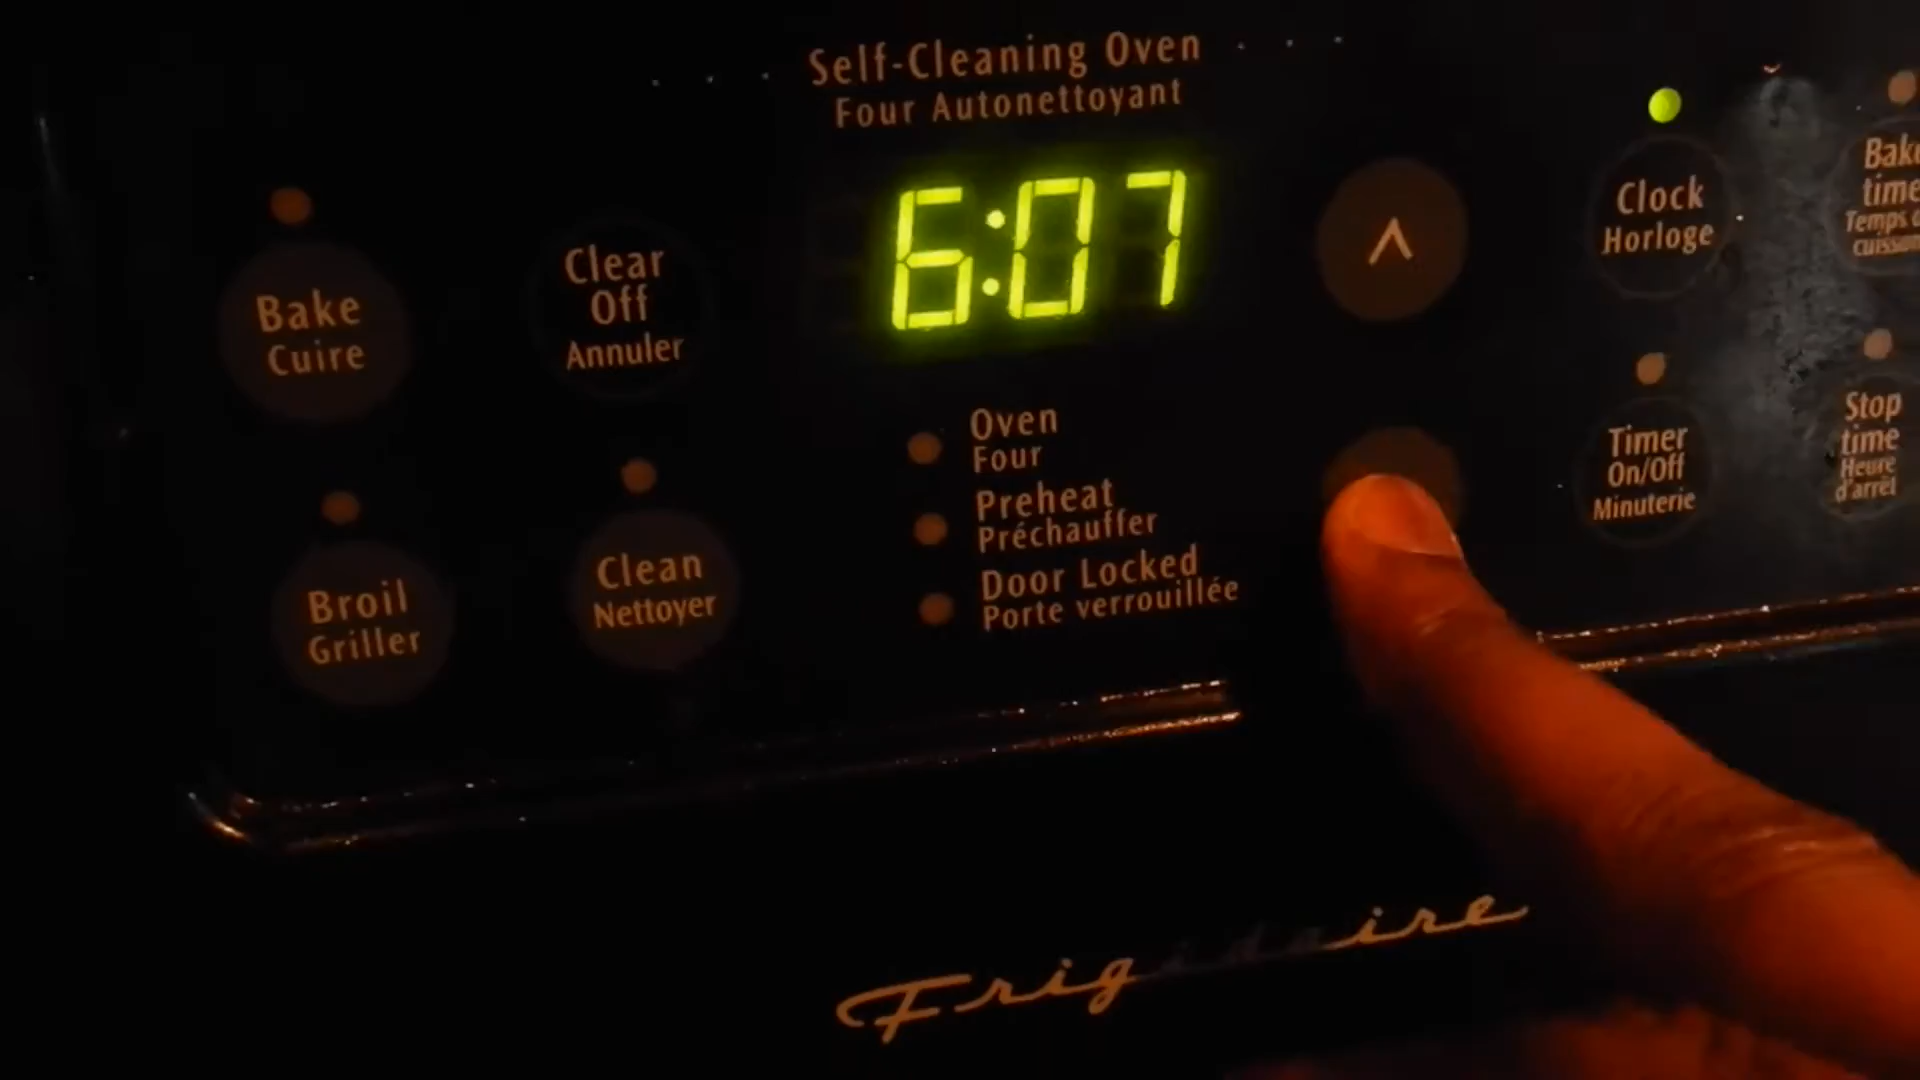 Self-Cleaning Oven
Four Autonettoyant
6:07
Bake
Cuire
Clear
Off
Annuler
Broil
Griller
Clean
Nettoyer
Oven
Four
Preheat
Préchauffer
Door Locked
Porte verrouillée
Clock
Horloge
Bake
time
Temps
Timer
On/Off
Minuterie
Stop
time
Heure
d'arrêt
Frigidaire